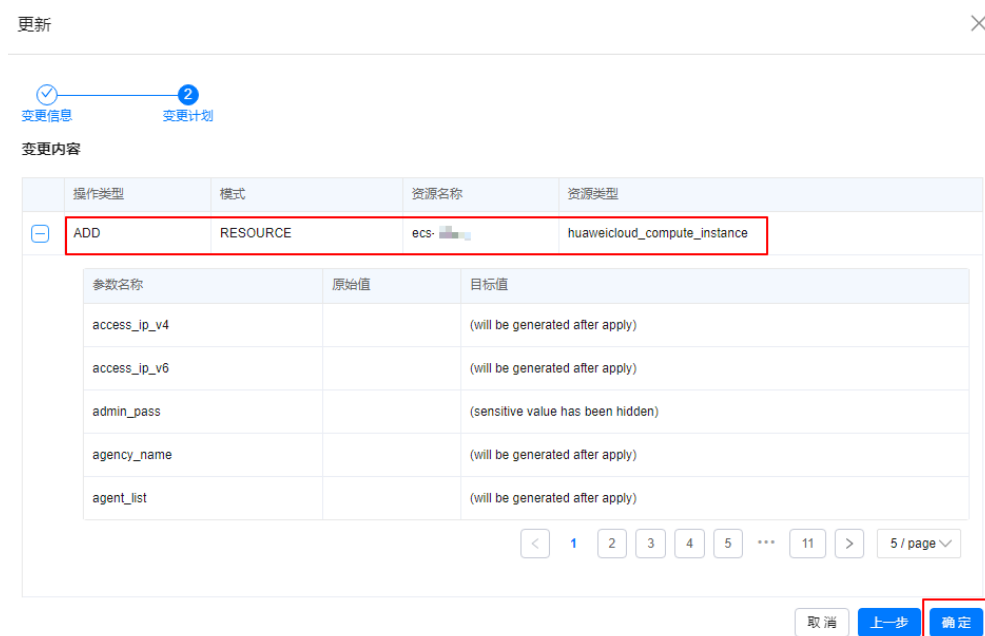 更新
2
变更信息 变更计划
变更内容
操作类型 模式 资源名称 资源类型
ADD RESOURCE ecs- huaweicloud_compute_instance
参数名称 原始值 目标值
access_ip_v4 (will be generated after apply)
access_ip_v6 (will be generated after apply)
admin_pass (sensitive value has been hidden)
agency_name (will be generated after apply)
agent_list (will be generated after apply)
< 1 2 3 4 5 ••• 11 > 5 / page
取消 上一步 确定